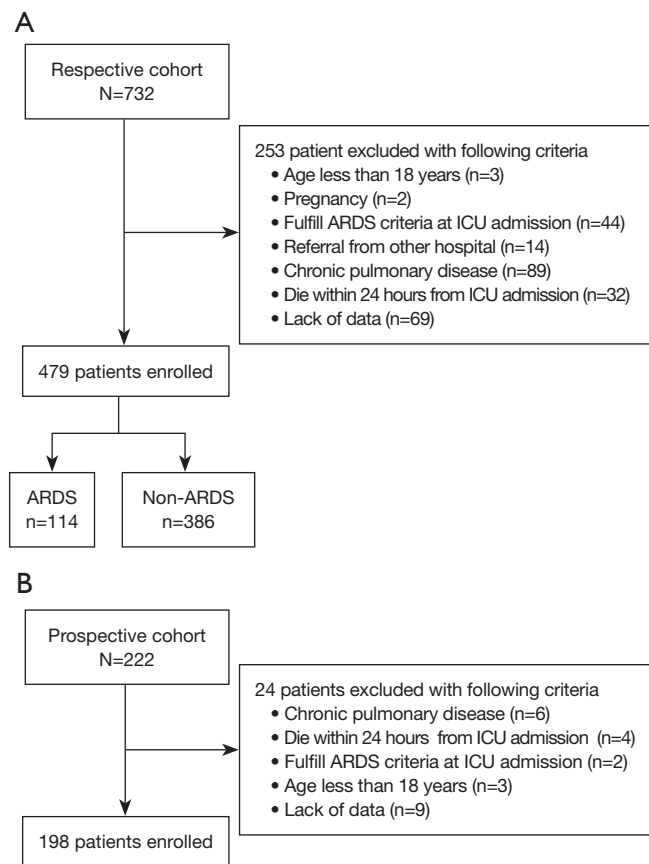 A
Respective cohort
N=732
253 patient excluded with following criteria
• Age less than 18 years (n=3)
• Pregnancy (n=2)
• Fulfill ARDS criteria at ICU admission (n=44)
• Referral from other hospital (n=14)
• Chronic pulmonary disease (n=89)
• Die within 24 hours from ICU admission (n=32)
• Lack of data (n=69)
479 patients enrolled
ARDS
n=114
Non-ARDS
n=386
B
Prospective cohort
N=222
24 patients excluded with following criteria
• Chronic pulmonary disease (n=6)
• Die within 24 hours from ICU admission (n=4)
• Fulfill ARDS criteria at ICU admission (n=2)
• Age less than 18 years (n=3)
• Lack of data (n=9)
198 patients enrolled